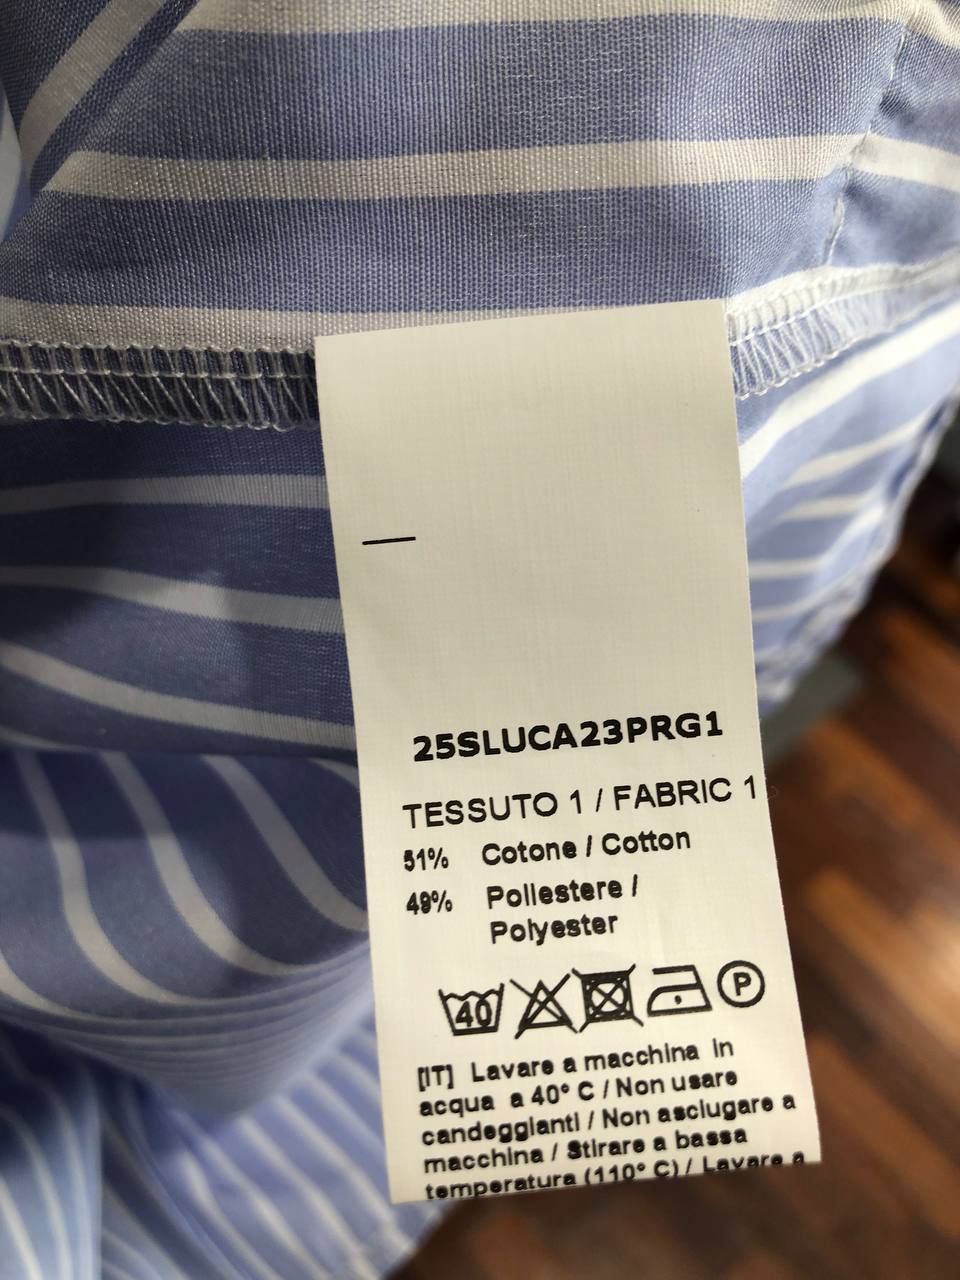 25SLUCA23PRG1
TESSUTO 1 / FABRIC 1
51% Cotone / Cotton
49% Poliestere /
Polyester
40 P
[IT] Lavare a macchina in
acqua a 40° C / Non usare
candeggianti / Non asciugare a
macchina / Stirare a bassa
temperatura (110° C) / Lavare a